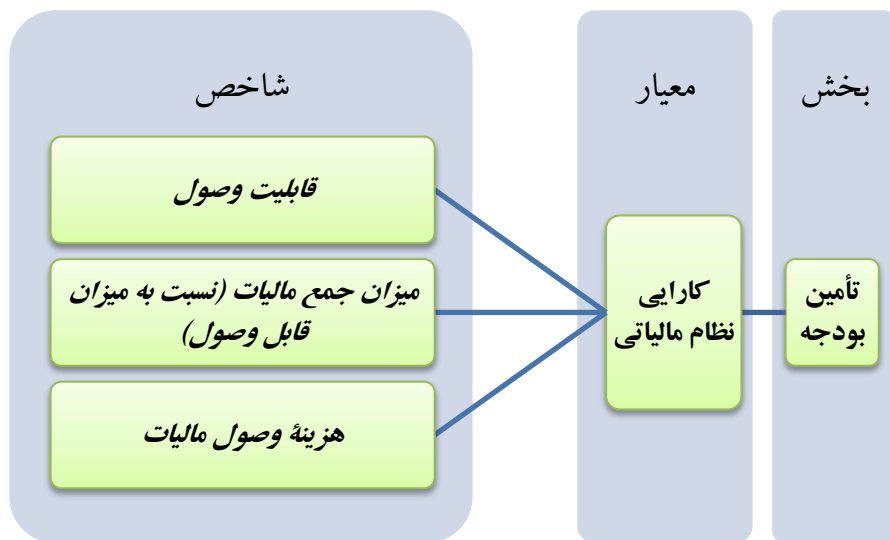 بخش
معیار
شاخص
تأمین
بودجه
کارایی
نظام مالیاتی
قابلیت وصول
میزان جمع مالیات (نسبت به میزان
قابل وصول)
هزینهٔ وصول مالیات